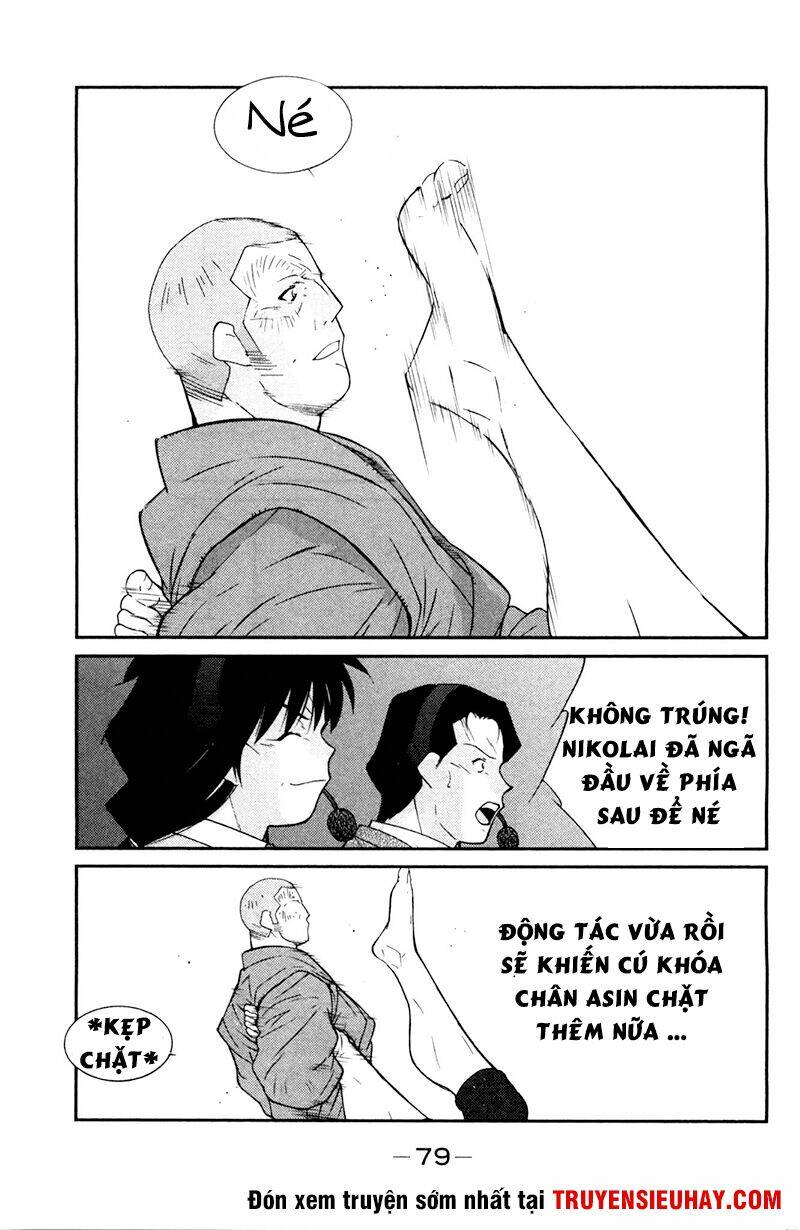 Né
KHÔNG TRÚNG!
NIKOLAI ĐÃ NGÃ
ĐẦU VỀ PHÍA
SAU ĐỂ NÉ
ĐỘNG TÁC VỪA RỒI
SẼ KHIẾN CÚ KHÓA
CHÂN ASIN CHẶT
THÊM NỮA ...
*KẸP
CHẶT*
—79—
Đón xem truyện sớm nhất tại TRUYENSIEUHAY.COM